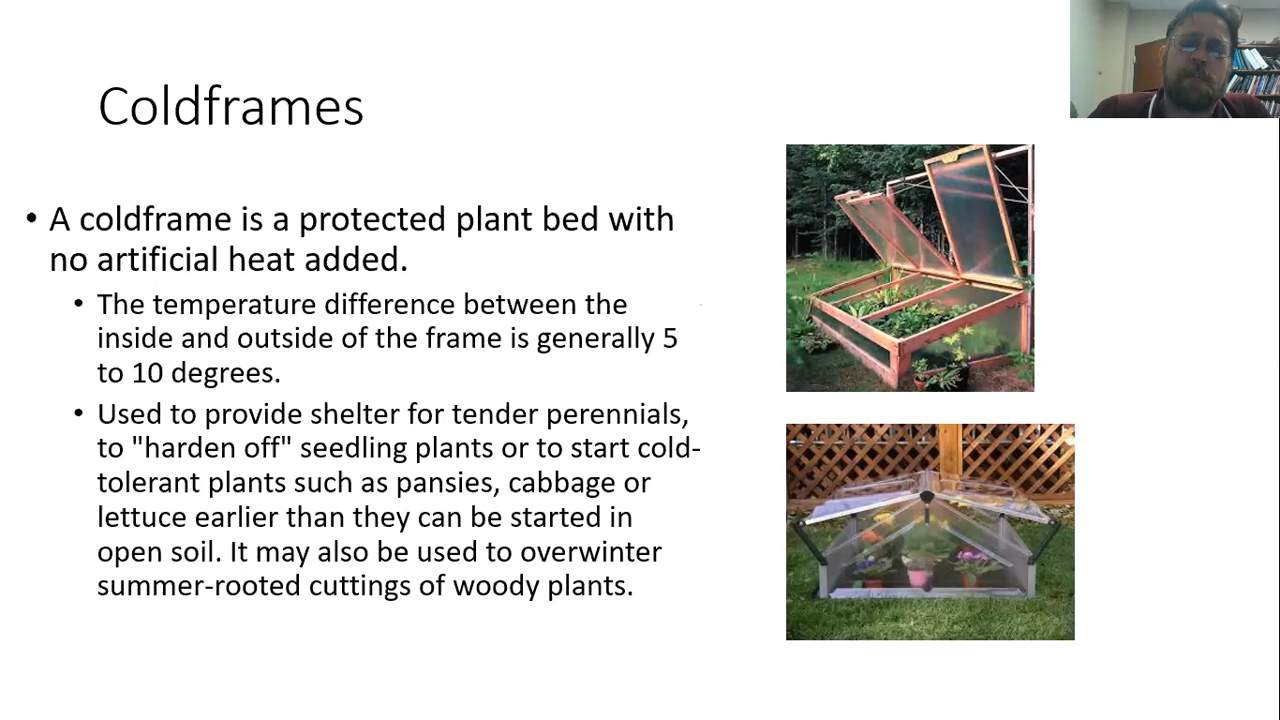 Coldframes
• A coldframe is a protected plant bed with
no artificial heat added.
• The temperature difference between the
inside and outside of the frame is generally 5
to 10 degrees.
• Used to provide shelter for tender perennials,
to "harden off" seedling plants or to start cold-
tolerant plants such as pansies, cabbage or
lettuce earlier than they can be started in
open soil. It may also be used to overwinter
summer-rooted cuttings of woody plants.